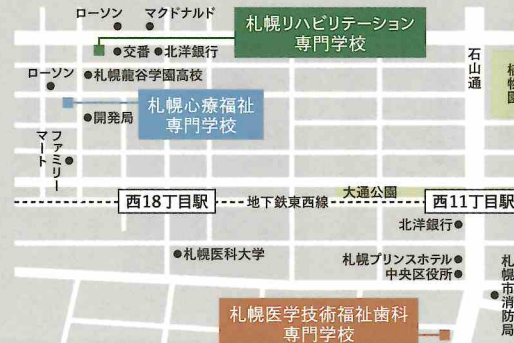 ローソン
マクドナルド
札幌リハビリテーション
専門学校
交番
北洋銀行
石山通
ローソン
札幌龍谷学園高校
植物園
札幌心療福祉
専門学校
開発局
ファミリー
マート
大通公園
西18丁目駅
地下鉄東西線
西11丁目駅
北洋銀行
札幌医科大学
札幌プリンスホテル
中央区役所
札幌市消防局
札幌医学技術福祉歯科
専門学校